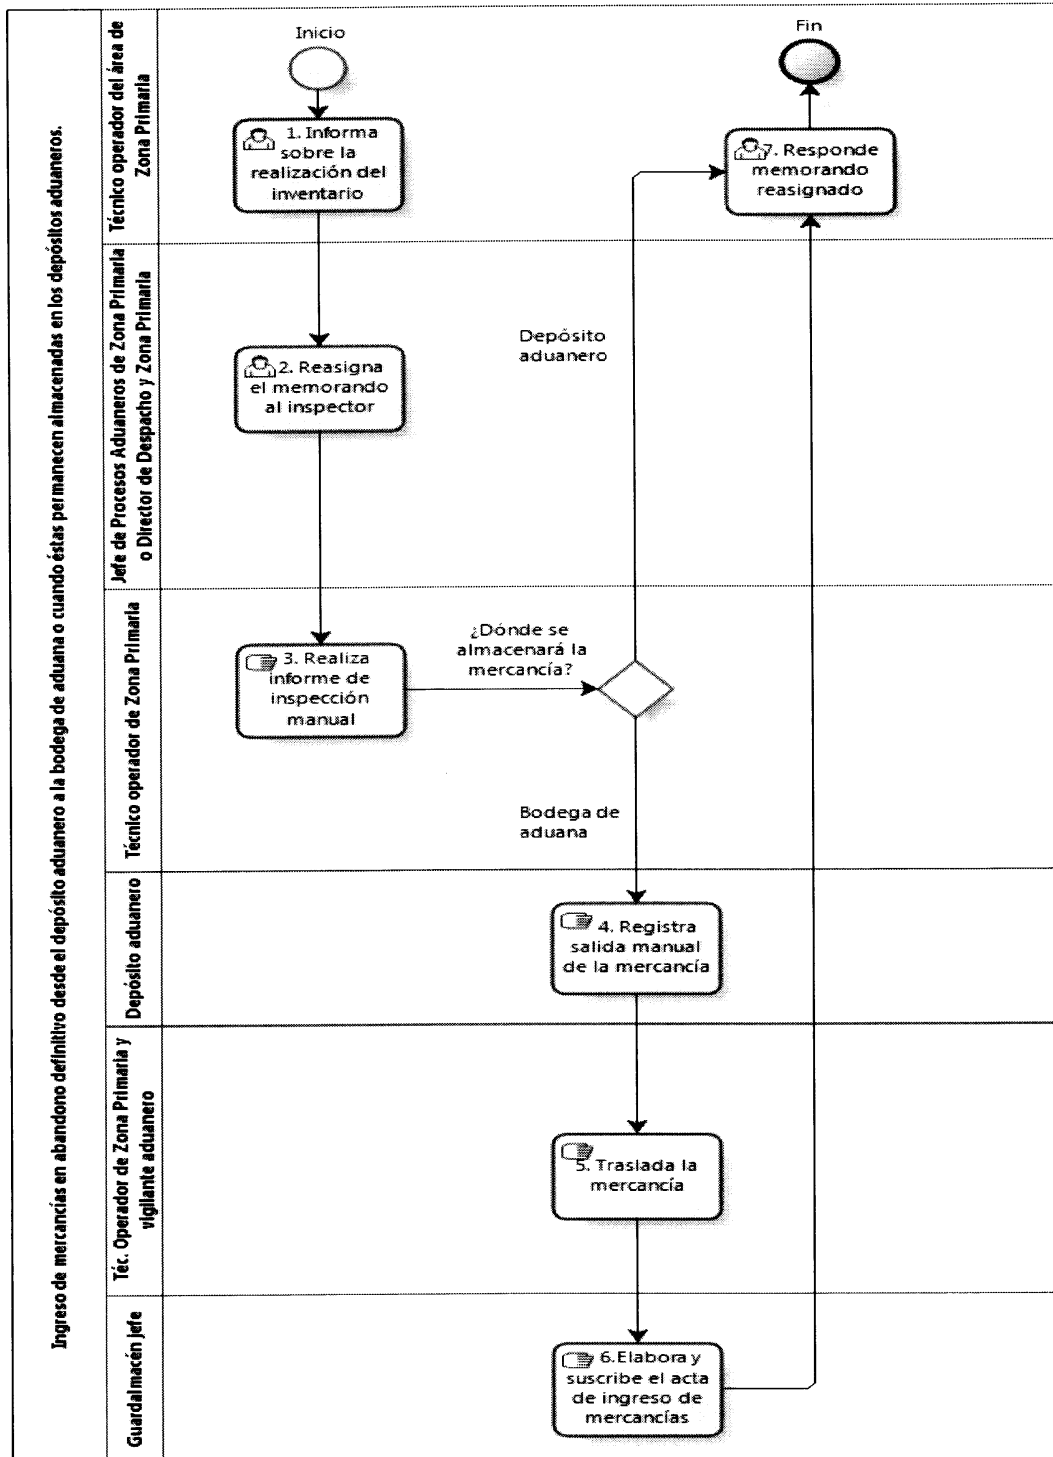 Ingreso de mercancías en abandono definitivo desde el depósito aduanero a la bodega de aduana o cuando éstas permanecen almacenadas en los depósitos aduaneros.
Técnico operador del área de
Zona Primaria
Inicio
Fin
1. Informa
sobre la
realización del
inventario
7. Responde
memorando
reasignado
Jefe de Procesos Aduaneros de Zona Primaria
o Director de Despacho y Zona Primaria
2. Reasigna
el memorando
al inspector
Depósito
aduanero
Técnico operador de Zona Primaria
3. Realiza
informe de
inspección
manual
¿Dónde se
almacenará la
mercancía?
Bodega de
aduana
Depósito aduanero
4. Registra
salida manual
de la mercancía
Téc. Operador de Zona Primaria y
vigilante aduanero
5. Traslada la
mercancía
Guardalmacén jefe
6.Elabora y
suscribe el acta
de ingreso de
mercancías